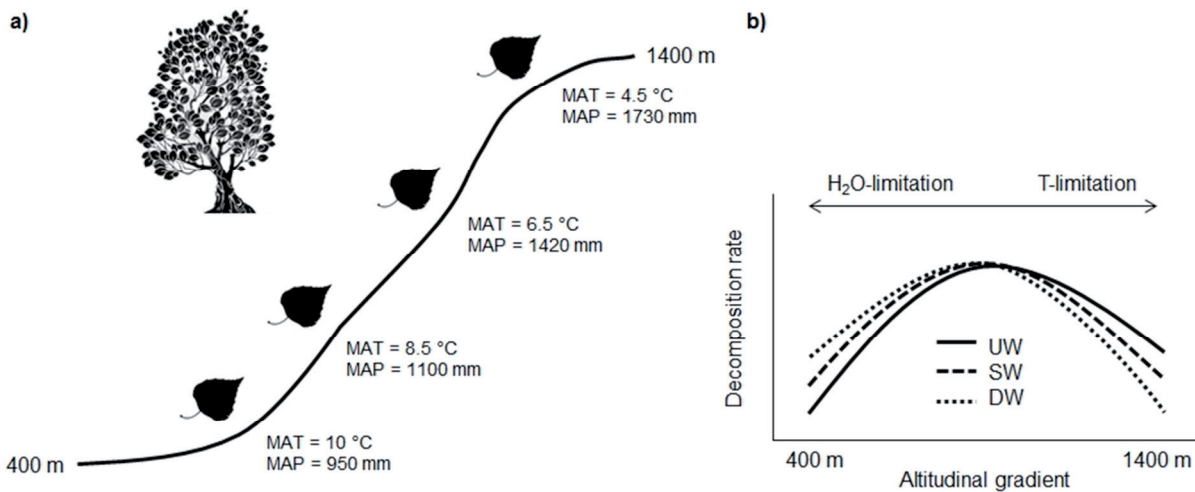 a)
1400 m
MAT = 4.5 °C
MAP = 1730 mm
MAT = 6.5 °C
MAP = 1420 mm
MAT = 8.5 °C
MAP = 1100 mm
400 m
MAT = 10 °C
MAP = 950 mm
b)
H₂O-limitation T-limitation
Decomposition rate
UW
SW
DW
400 m 1400 m
Altitudinal gradient